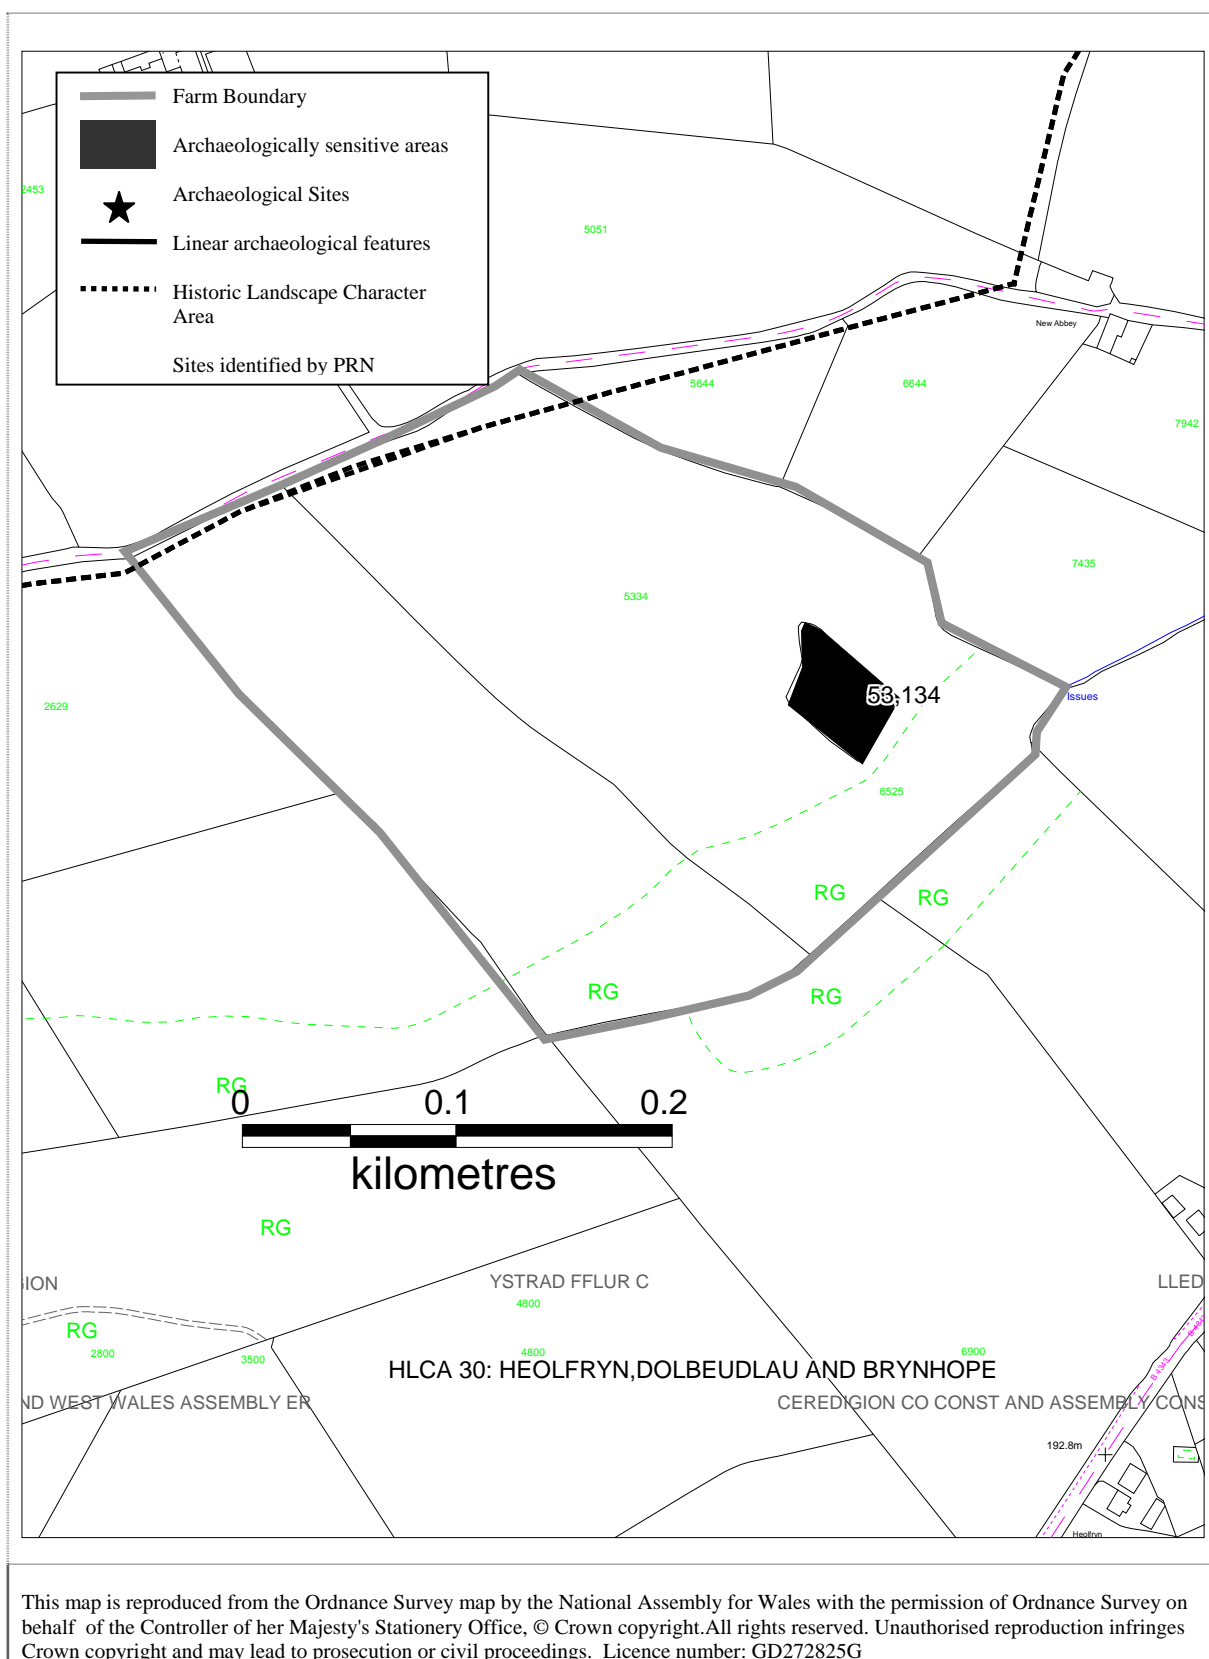 Farm Boundary
Archaeologically sensitive areas
Archaeological Sites
Linear archaeological features
Historic Landscape Character
Area
Sites identified by PRN
2453
5051
New Abbey
5644
6644
7942
7435
5334
53,134
Issues
2629
6525
RG
RG
RG
RG
RG
0 0.1 0.2
kilometres
RG
ION
YSTRAD FFLUR C
LLED
4800
RG
2800
3500
4800
6900
HLCA 30: HEOLFRYN,DOLBEUDLAU AND BRYNHOPE
ND WEST WALES ASSEMBLY ER
CEREDIGION CO CONST AND ASSEMBLY CONS
B 4343
B 4343
192.8m
Heolfryn
This map is reproduced from the Ordnance Survey map by the National Assembly for Wales with the permission of Ordnance Survey on
behalf of the Controller of her Majesty's Stationery Office, © Crown copyright.All rights reserved. Unauthorised reproduction infringes
Crown copyright and may lead to prosecution or civil proceedings. Licence number: GD272825G